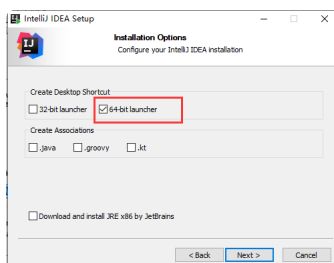 IntelliJ IDEA Setup
Installation Options
Configure your IntelliJ IDEA installation
Create Desktop Shortcut
32-bit launcher 64-bit launcher
Create Associations
.java .groovy .kt
Download and install JRE x86 by JetBrains
< Back Next > Cancel